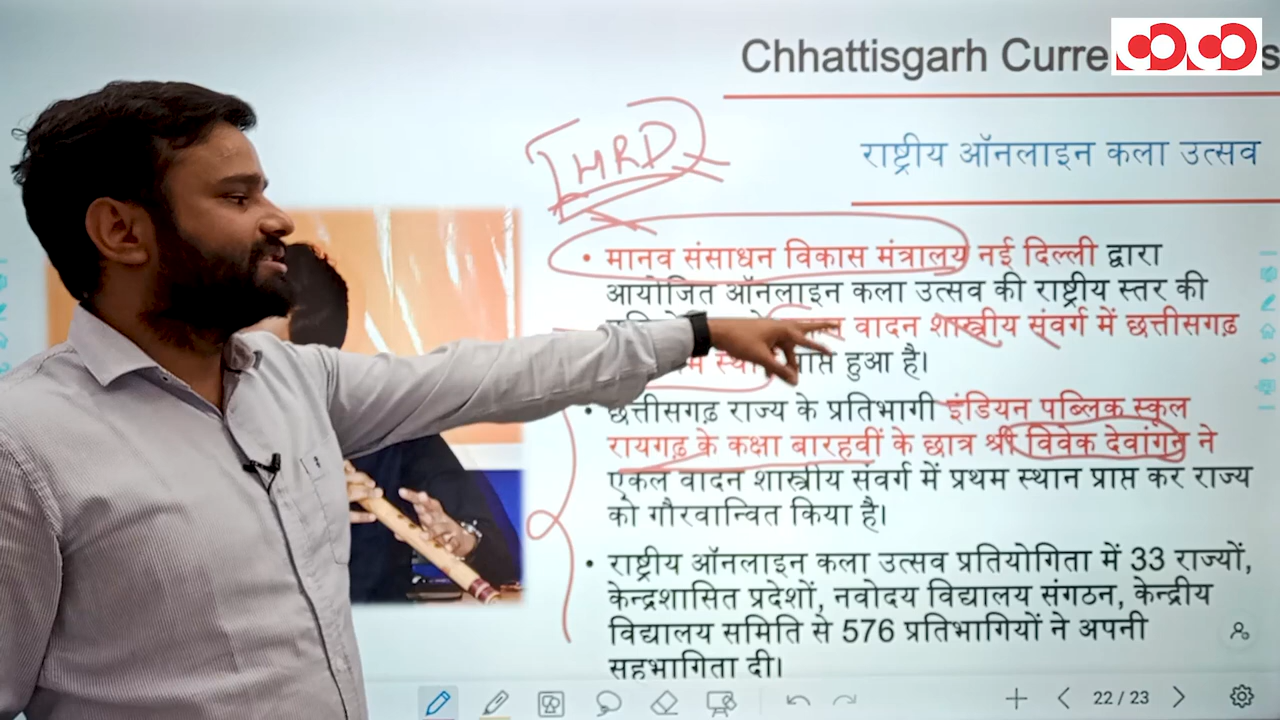 Chhattisgarh Curre s
राष्ट्रीय ऑनलाइन कला उत्सव
HRD
• मानव संसाधन विकास मंत्रालय नई दिल्ली द्वारा
आयोजित ऑनलाइन कला उत्सव की राष्ट्रीय स्तर की
वादन शास्त्रीय संवर्ग में छत्तीसगढ़
प्राप्त हुआ है।
• छत्तीसगढ़ राज्य के प्रतिभागी इंडियन पब्लिक स्कूल
रायगढ़ के कक्षा बारहवीं के छात्र श्री विवेक देवांगन ने
एकल वादन शास्त्रीय संवर्ग में प्रथम स्थान प्राप्त कर राज्य
को गौरवान्वित किया है।
• राष्ट्रीय ऑनलाइन कला उत्सव प्रतियोगिता में 33 राज्यों,
केन्द्रशासित प्रदेशों, नवोदय विद्यालय संगठन, केन्द्रीय
विद्यालय समिति से 576 प्रतिभागियों ने अपनी
सहभागिता दी।
22 / 23